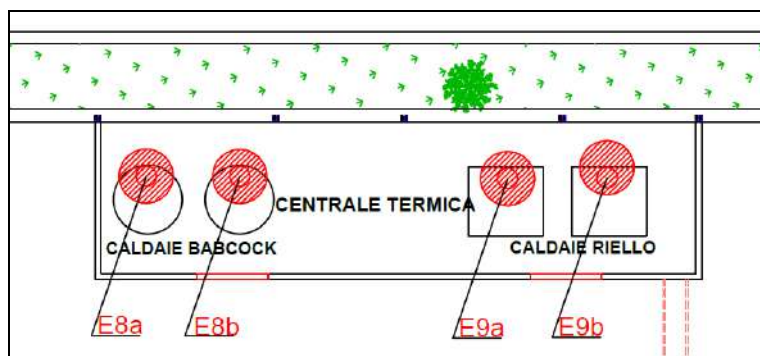 CENTRALE TERMICA
CALDAIE BABCOCK
CALDAIE RIELLO
E8a
E8b
E9a
E9b